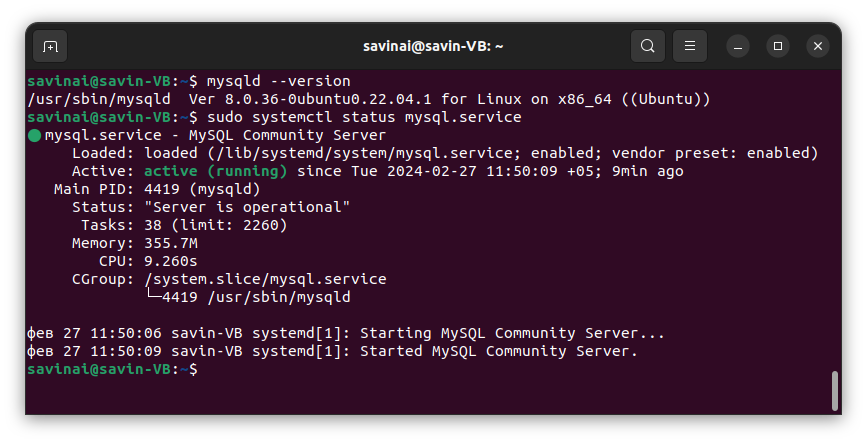 savinai@savin-VB: ~
savinai@savin-VB:~$ mysqld --version
/usr/sbin/mysqld  Ver 8.0.36-0ubuntu0.22.04.1 for Linux on x86_64 ((Ubuntu))
savinai@savin-VB:~$ sudo systemctl status mysql.service
● mysql.service - MySQL Community Server
     Loaded: loaded (/lib/systemd/system/mysql.service; enabled; vendor preset: enabled)
     Active: active (running) since Tue 2024-02-27 11:50:09 +05; 9min ago
   Main PID: 4419 (mysqld)
     Status: "Server is operational"
      Tasks: 38 (limit: 2260)
     Memory: 355.7M
        CPU: 9.260s
     CGroup: /system.slice/mysql.service
             └─4419 /usr/sbin/mysqld
фев 27 11:50:06 savin-VB systemd[1]: Starting MySQL Community Server...
фев 27 11:50:09 savin-VB systemd[1]: Started MySQL Community Server.
savinai@savin-VB:~$